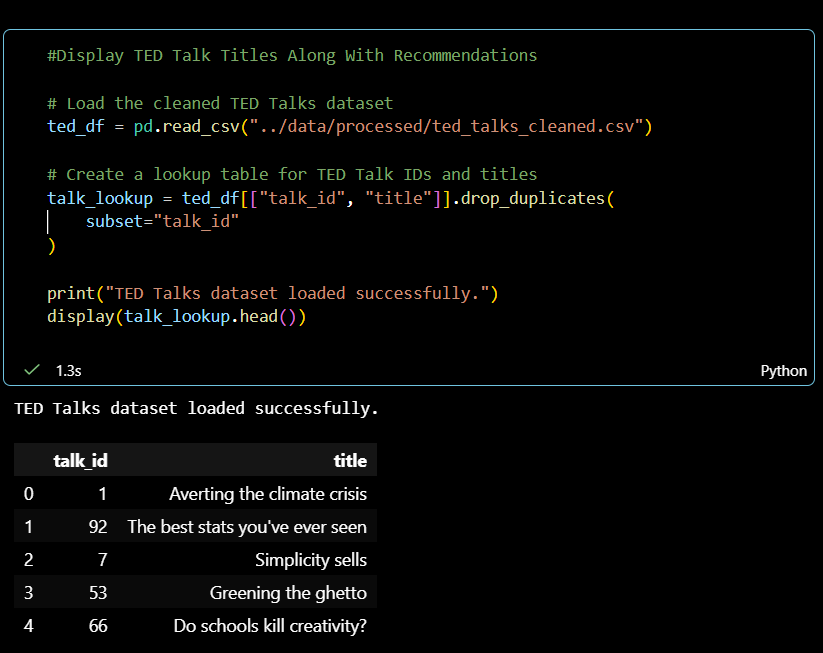 #Display TED Talk Titles Along With Recommendations
# Load the cleaned TED Talks dataset
ted_df = pd.read_csv("../data/processed/ted_talks_cleaned.csv")
# Create a lookup table for TED Talk IDs and titles
talk_lookup = ted_df[["talk_id", "title"]].drop_duplicates(
    subset="talk_id"
)
print("TED Talks dataset loaded successfully.")
display(talk_lookup.head())
1.3s Python
TED Talks dataset loaded successfully.
talk_id title
0 1 Averting the climate crisis
1 92 The best stats you've ever seen
2 7 Simplicity sells
3 53 Greening the ghetto
4 66 Do schools kill creativity?